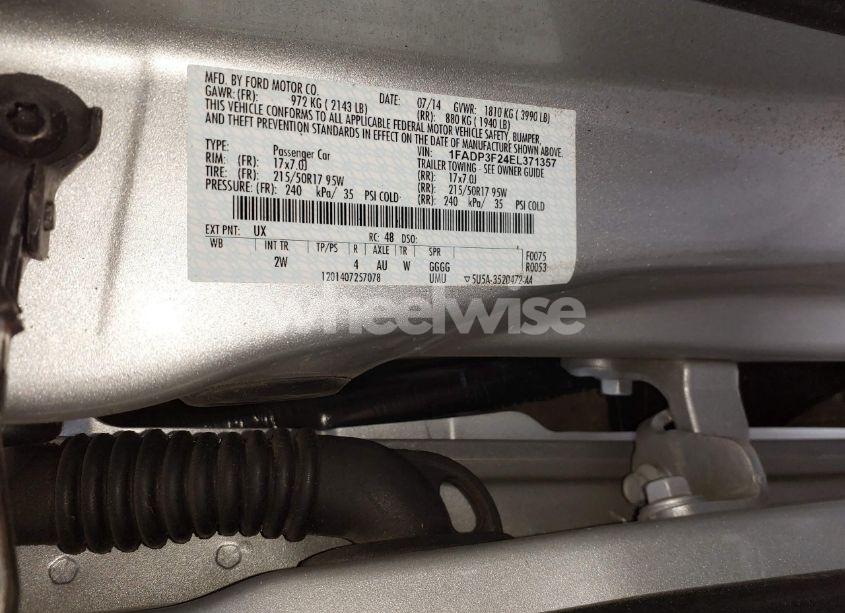 MFD. BY FORD MOTOR CO. DATE: 07/14 GVWR: 1810 KG ( 3990 LB)
GAWR: (FR): 972 KG ( 2143 LB) (RR): 880 KG ( 1940 LB)
THIS VEHICLE CONFORMS TO ALL APPLICABLE FEDERAL MOTOR VEHICLE SAFETY, BUMPER,
AND THEFT PREVENTION STANDARDS IN EFFECT ON THE DATE OF MANUFACTURE SHOWN ABOVE.
VIN: 1FADP3F24EL371357
TYPE: Passenger Car TRAILER TOWING - SEE OWNER GUIDE
RIM: (FR): 17x7.0J (RR): 17x7.0J
TIRE: (FR): 215/50R17 95W (RR): 215/50R17 95W
PRESSURE: (FR): 240 kPa/ 35 PSI COLD (RR): 240 kPa/ 35 PSI COLD
EXT PNT: UX RC: 48 DSO:
WB INT TR TP/PS R AXLE TR SPR F0075
2W 4 AU W GGGG R0053
1201407257078 UMU ▽ 5U5A-3520472-AA
wheelwise